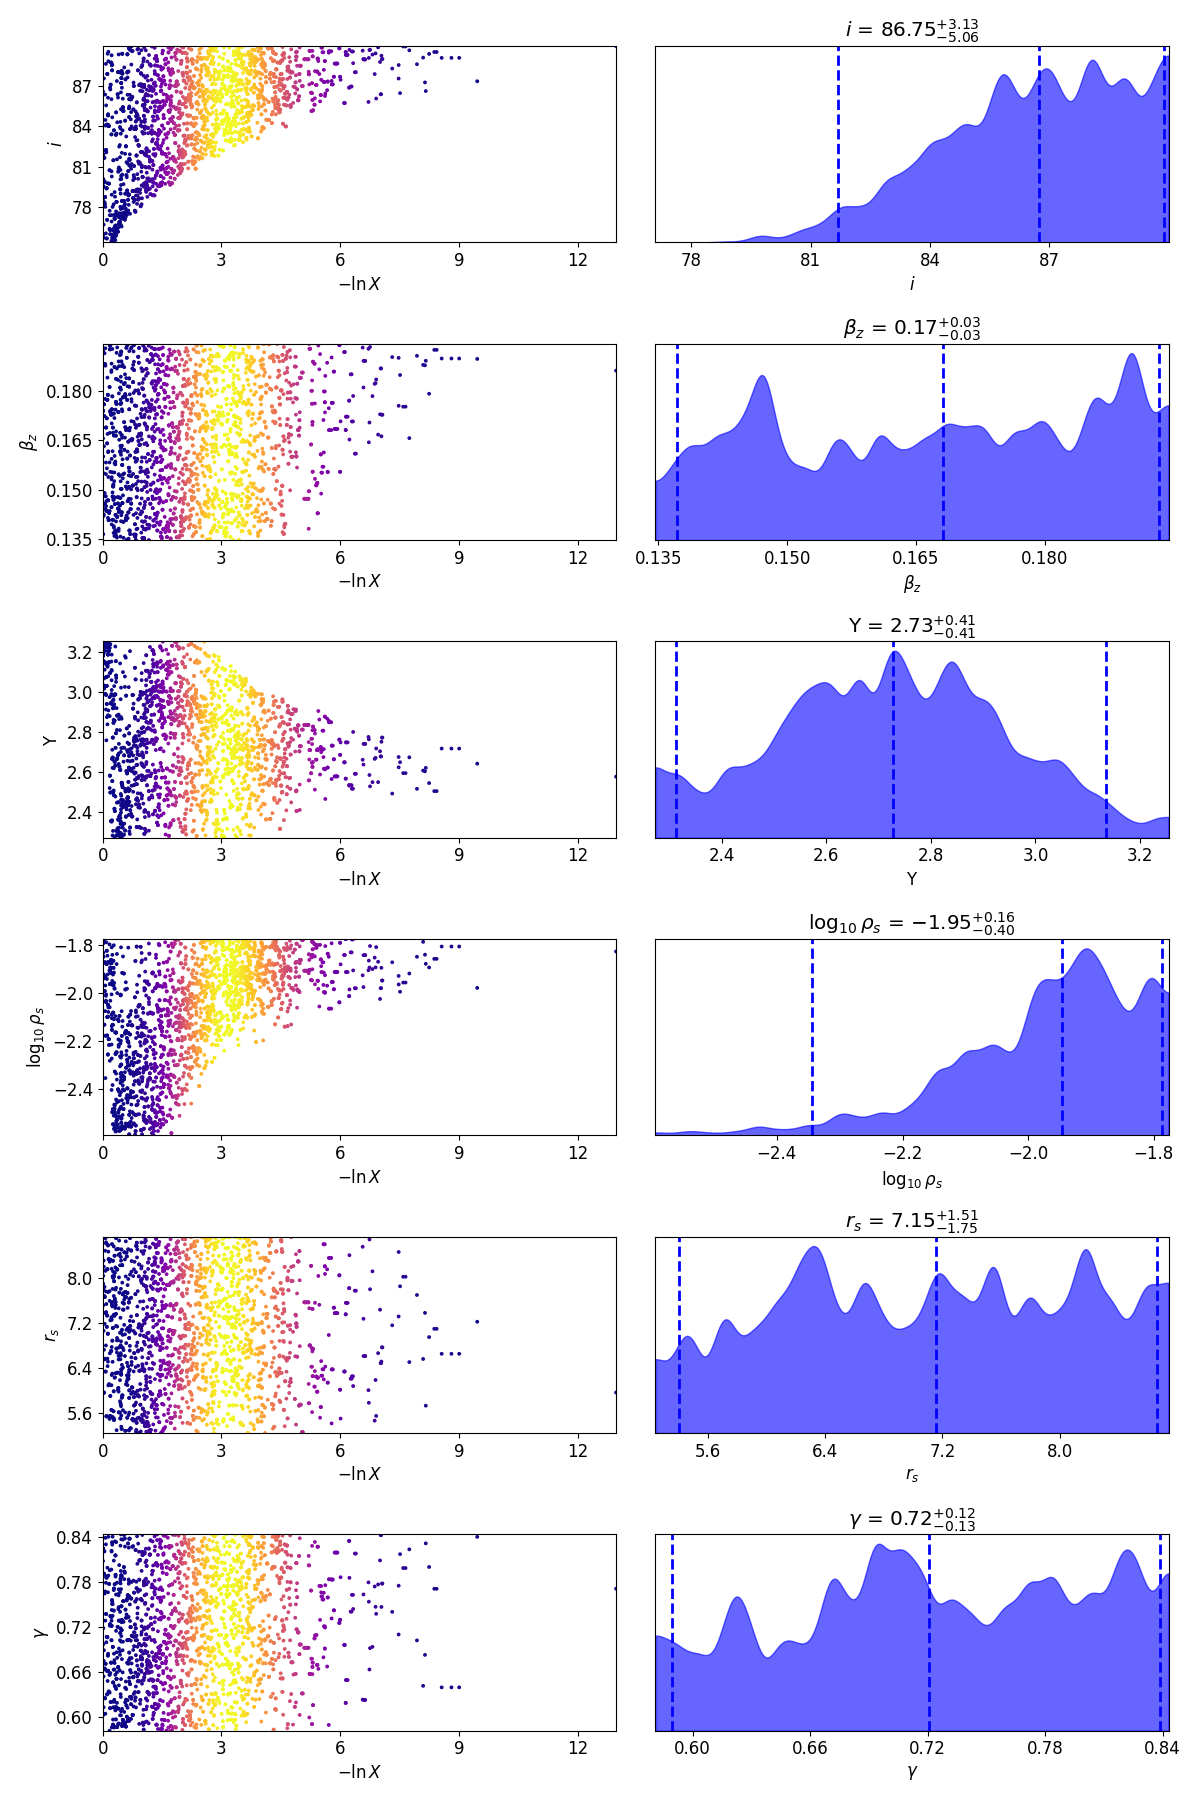 i = 86.75 +3.13 −5.06
87
84
81
78
i
0 3 6 9 12
−ln X
78 81 84 87
i
β_z = 0.17 +0.03 −0.03
0.180
0.165
0.150
0.135
β_z
0 3 6 9 12
−ln X
0.135 0.150 0.165 0.180
β_z
Y = 2.73 +0.41 −0.41
3.2
3.0
2.8
2.6
2.4
Y
0 3 6 9 12
−ln X
2.4 2.6 2.8 3.0 3.2
Y
log₁₀ ρ_s = −1.95 +0.16 −0.40
−1.8
−2.0
−2.2
−2.4
log₁₀ ρ_s
0 3 6 9 12
−ln X
−2.4 −2.2 −2.0 −1.8
log₁₀ ρ_s
r_s = 7.15 +1.51 −1.75
8.0
7.2
6.4
5.6
r_s
0 3 6 9 12
−ln X
5.6 6.4 7.2 8.0
r_s
γ = 0.72 +0.12 −0.13
0.84
0.78
0.72
0.66
0.60
γ
0 3 6 9 12
−ln X
0.60 0.66 0.72 0.78 0.84
γ